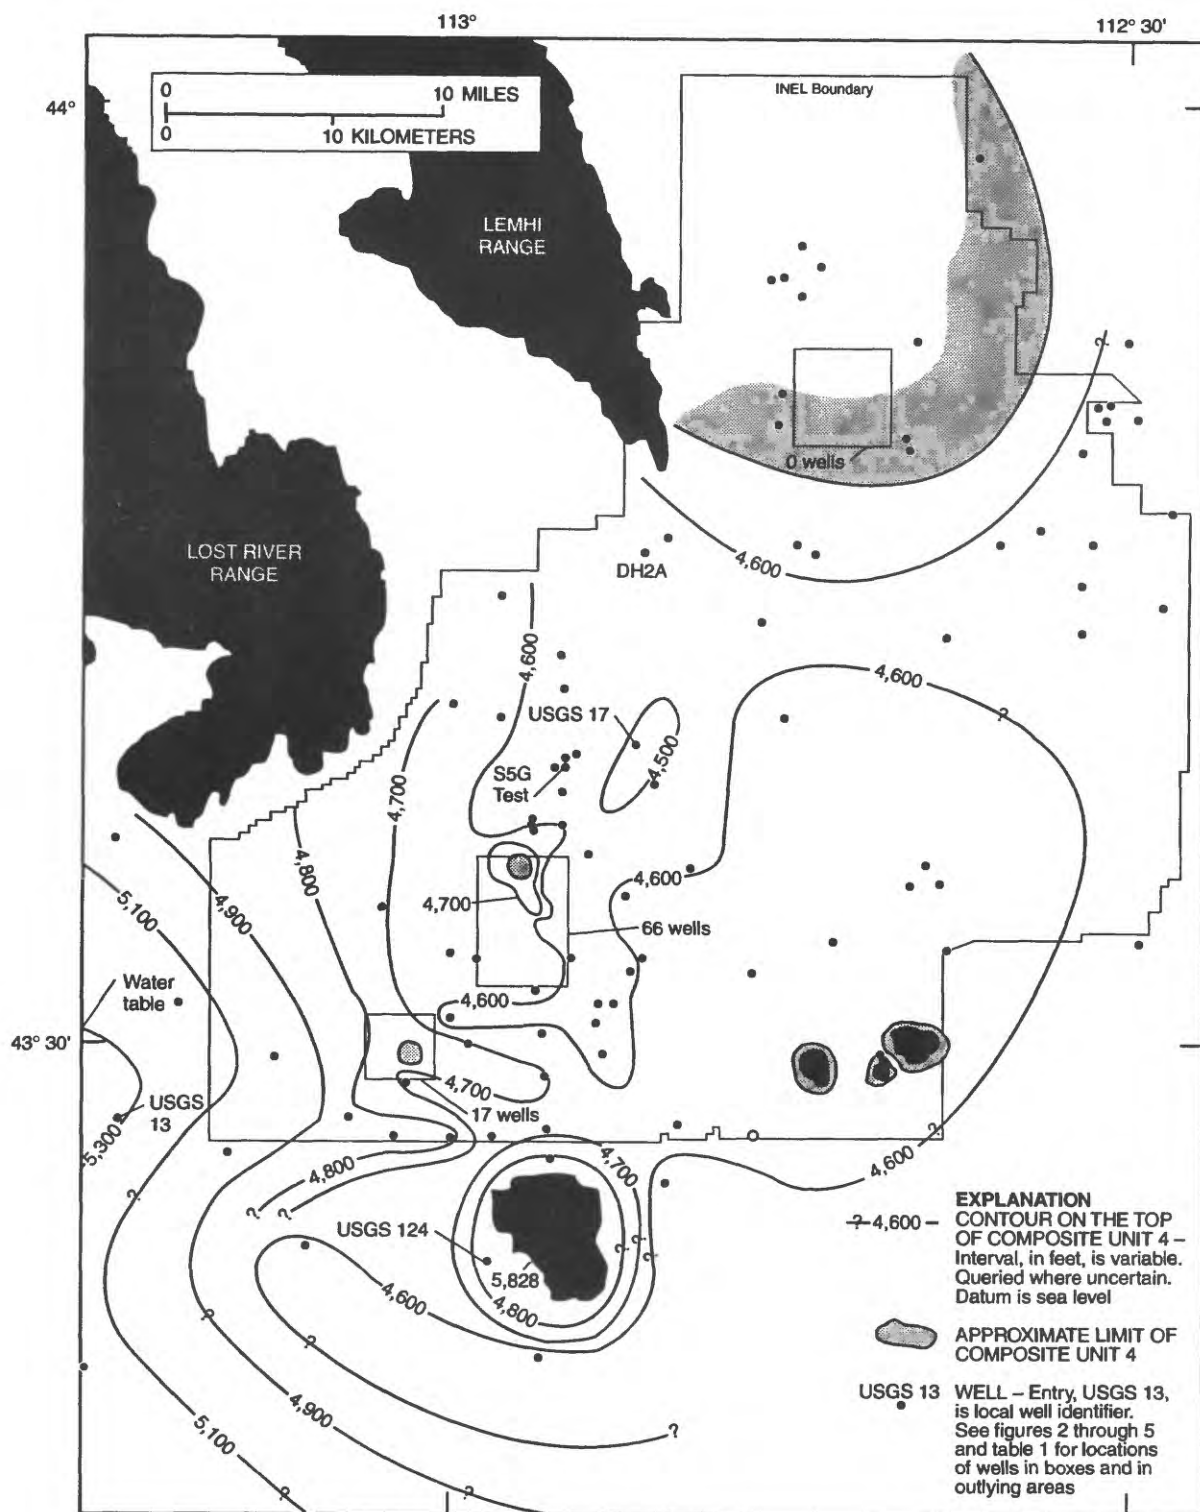 113°
112° 30'
0
10 MILES
0
10 KILOMETERS
INEL Boundary
44°
LEMHI
RANGE
?
0 wells
LOST RIVER
RANGE
DH2A
4,600
4,600
4,600
USGS 17
?
4,500
S5G
Test
4,700
4,800
4,600
5,100
4,900
4,700
66 wells
Water
table
4,600
43° 30'
4,700
17 wells
USGS
13
5,300
?
4,800
4,700
4,600
?
?
?
?
USGS 124
?
?
?
5,828
4,600
4,800
?
?
5,100
4,900
?
?
?
EXPLANATION
?
4,600
CONTOUR ON THE TOP
OF COMPOSITE UNIT 4 –
Interval, in feet, is variable.
Queried where uncertain.
Datum is sea level
APPROXIMATE LIMIT OF
COMPOSITE UNIT 4
USGS 13
WELL – Entry, USGS 13,
is local well identifier.
See figures 2 through 5
and table 1 for locations
of wells in boxes and in
outlying areas